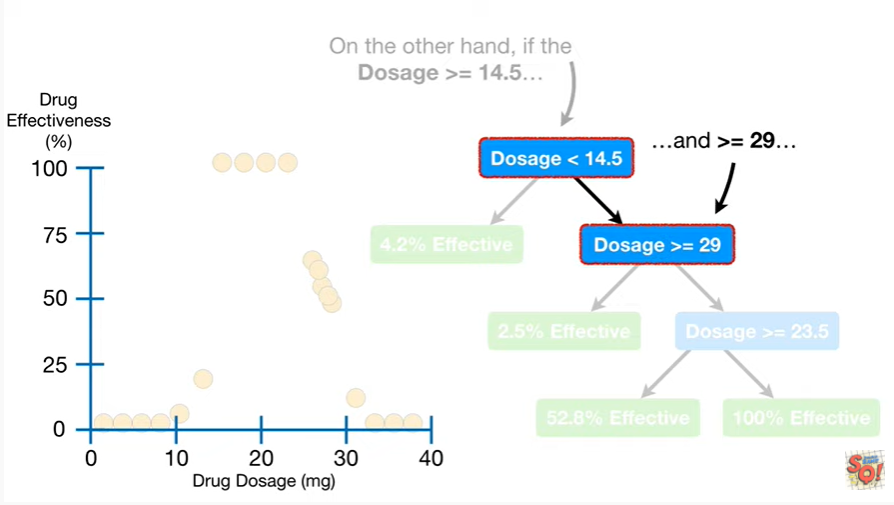 On the other hand, if the
Dosage >= 14.5…
Drug
Effectiveness
(%)
…and >= 29…
Dosage < 14.5
100
4.2% Effective
Dosage >= 29
75
50
2.5% Effective
Dosage >= 23.5
25
52.8% Effective
100% Effective
0
0
10
20
30
40
Drug Dosage (mg)
SQ!